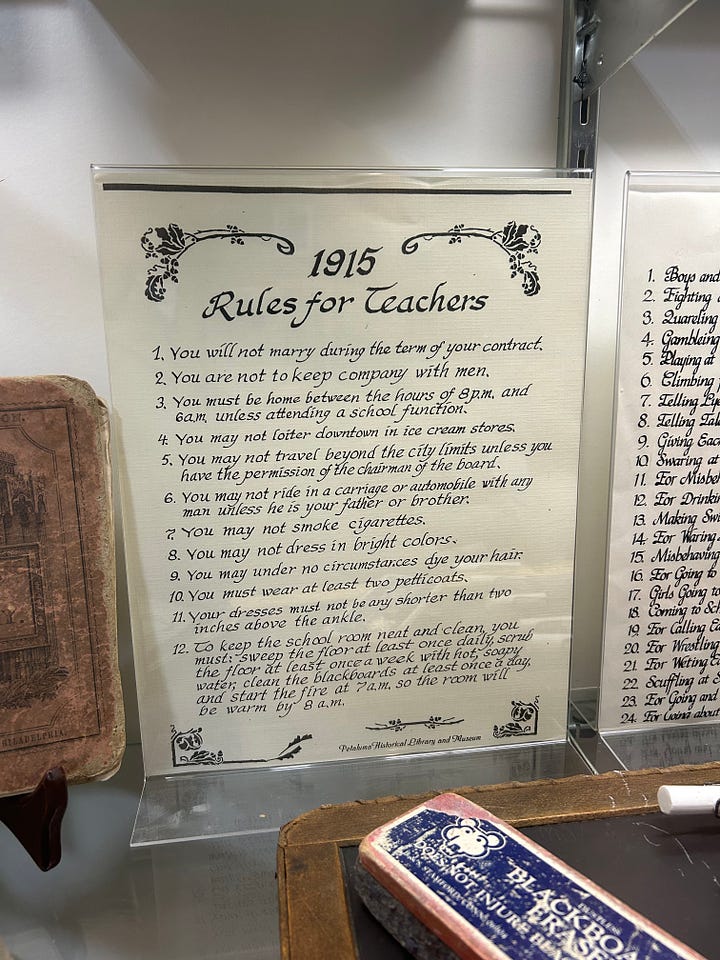 1915
Rules for Teachers
1. You will not marry during the term of your contract.
2. You are not to keep company with men.
3. You must be home between the hours of 8p.m. and
6a.m. unless attending a school function.
4. You may not loiter downtown in ice cream stores.
5. You may not travel beyond the city limits unless you
have the permission of the chairman of the board.
6. You may not ride in a carriage or automobile with any
man unless he is your father or brother.
7. You may not smoke cigarettes.
8. You may not dress in bright colors.
9. You may under no circumstances dye your hair.
10. You must wear at least two petticoats.
11. Your dresses must not be any shorter than two
inches above the ankle.
12. To keep the school room neat and clean, you
must: sweep the floor at least once daily, scrub
the floor at least once a week with hot, soapy
water, clean the blackboards at least once a day,
and start the fire at 7a.m. so the room will
be warm by 8 a.m.
Petaluma Historical Library and Museum
1. Boys and
2. Fighting
3. Quareling
4. Gambleing
5. Playing at
6. Climbing
7. Telling
8. Telling
9. Giving
10. Swaring at
11. For
12. For
13. Making
14. For Waring
15. Misbehaving
16. For Going to
17. Girls Going to
18. Coming to
19. For Calling
20. For Wrestling
21. For Weting
22. Scuffling at
23. For Going and
24. For Going about
PHILADELPHIA.
DUSTLESS
BLACKBOA
ERASE
DOES NOT INJURE
STAMFORD, CONN.